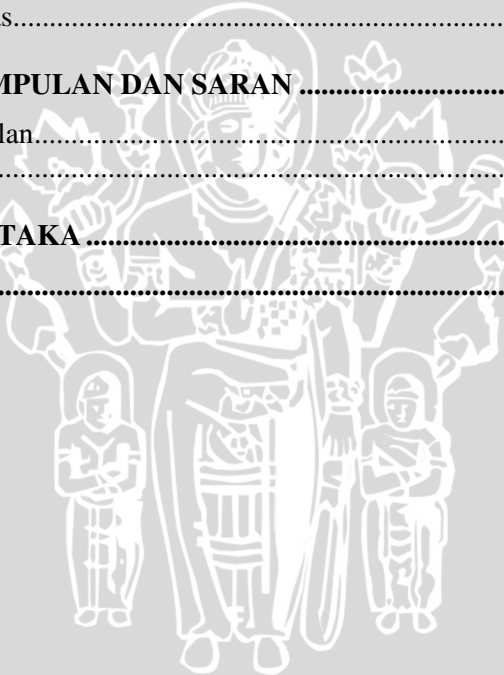 s........................................................................
MPULAN DAN SARAN ..............................
lan.....................................................................
...........................................................................
TAKA ..............................................................
...........................................................................